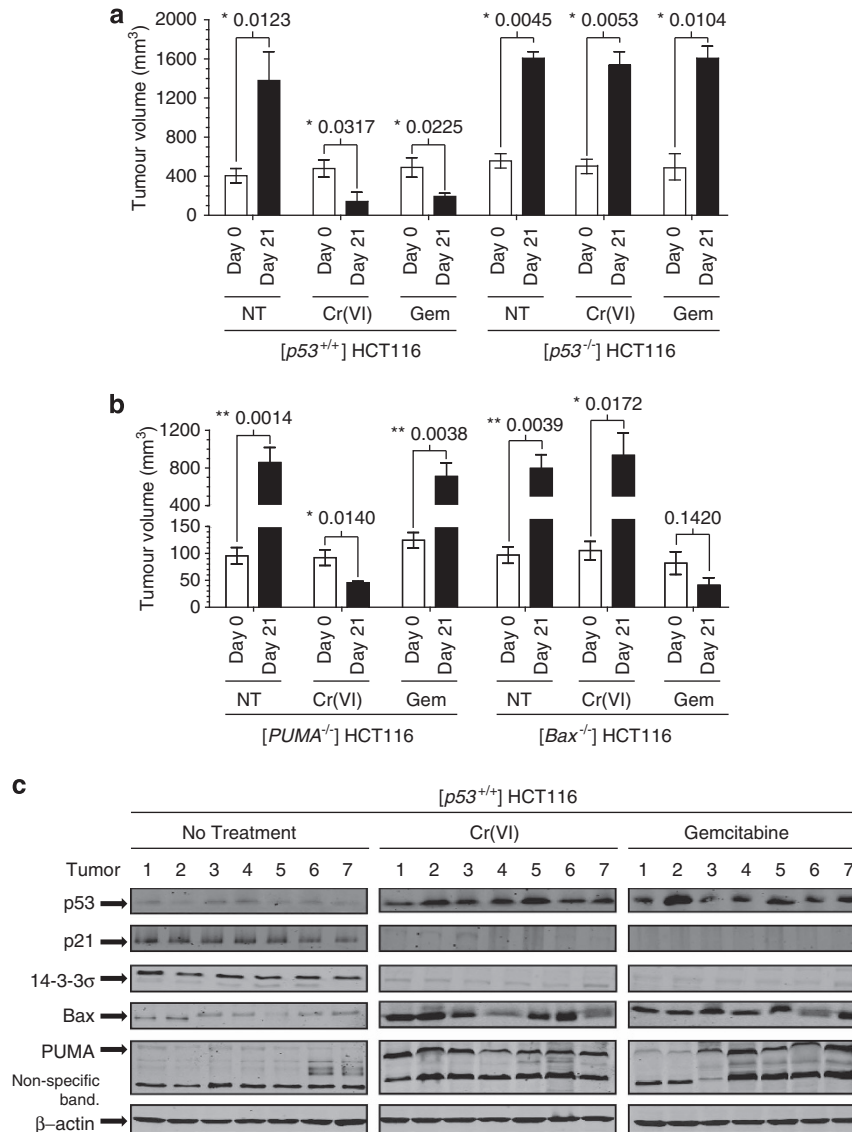 a
* 0.0123
* 0.0317
* 0.0225
* 0.0045
* 0.0053
* 0.0104
Tumour volume (mm3)
2000
1600
1200
800
400
0
Day 0 Day 21 Day 0 Day 21 Day 0 Day 21 Day 0 Day 21 Day 0 Day 21 Day 0 Day 21
NT Cr(VI) Gem NT Cr(VI) Gem
[p53+/+] HCT116 [p53-/-] HCT116
b
** 0.0014
* 0.0140
** 0.0038
** 0.0039
* 0.0172
0.1420
Tumour volume (mm3)
1200
800
400
150
100
50
0
Day 0 Day 21 Day 0 Day 21 Day 0 Day 21 Day 0 Day 21 Day 0 Day 21 Day 0 Day 21
NT Cr(VI) Gem NT Cr(VI) Gem
[PUMA-/-] HCT116 [Bax-/-] HCT116
c
[p53+/+] HCT116
No Treatment Cr(VI) Gemcitabine
Tumor 1 2 3 4 5 6 7 1 2 3 4 5 6 7 1 2 3 4 5 6 7
p53
p21
14-3-3σ
Bax
PUMA
Non-specific
band.
β–actin